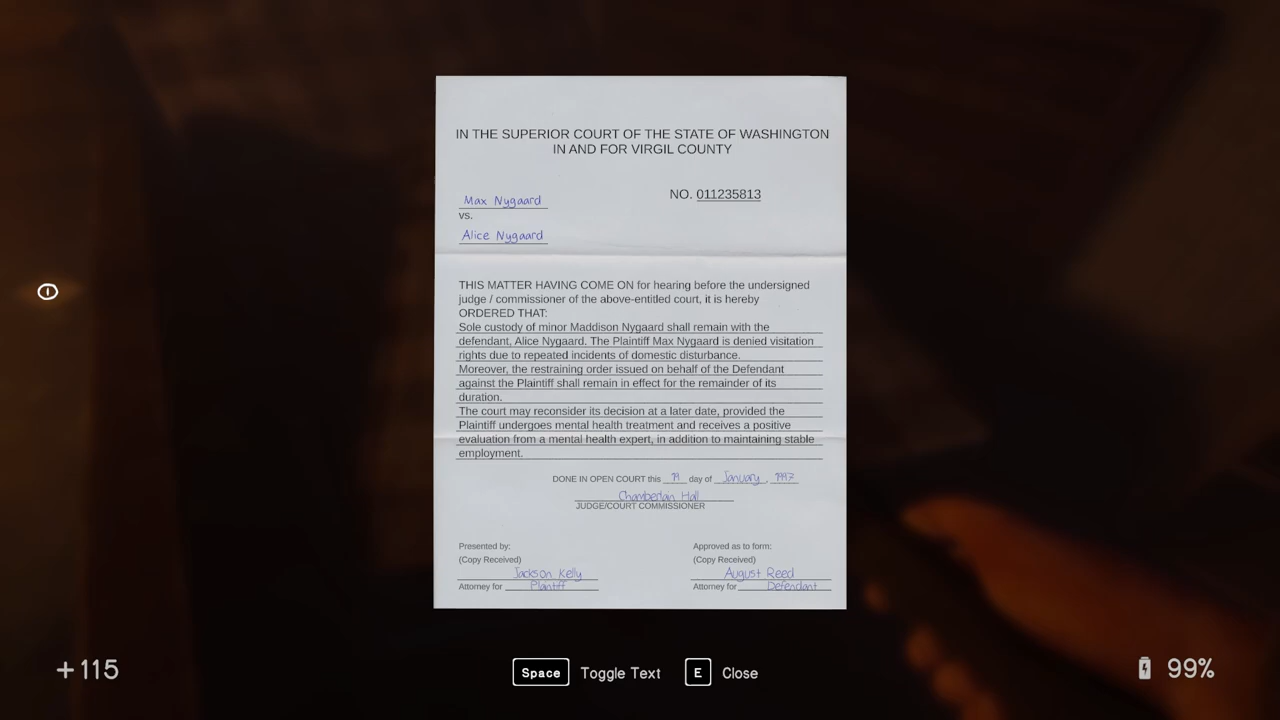 IN THE SUPERIOR COURT OF THE STATE OF WASHINGTON
IN AND FOR VIRGIL COUNTY
Max Nygaard
NO. 011235813
vs.
Alice Nygaard
THIS MATTER HAVING COME ON for hearing before the undersigned
judge / commissioner of the above-entitled court, it is hereby
ORDERED THAT:
Sole custody of minor Maddison Nygaard shall remain with the
defendant, Alice Nygaard. The Plaintiff Max Nygaard is denied visitation
rights due to repeated incidents of domestic disturbance.
Moreover, the restraining order issued on behalf of the Defendant
against the Plaintiff shall remain in effect for the remainder of its
duration.
The court may reconsider its decision at a later date, provided the
Plaintiff undergoes mental health treatment and receives a positive
evaluation from a mental health expert, in addition to maintaining stable
employment.
DONE IN OPEN COURT this 19 day of January, 1997
Chamberlan Hall
JUDGE/COURT COMMISSIONER
Presented by:
(Copy Received)
Jackson Kelly
Attorney for Plantiff
Approved as to form:
(Copy Received)
August Reed
Attorney for Defendant
+115
Space Toggle Text E Close
99%